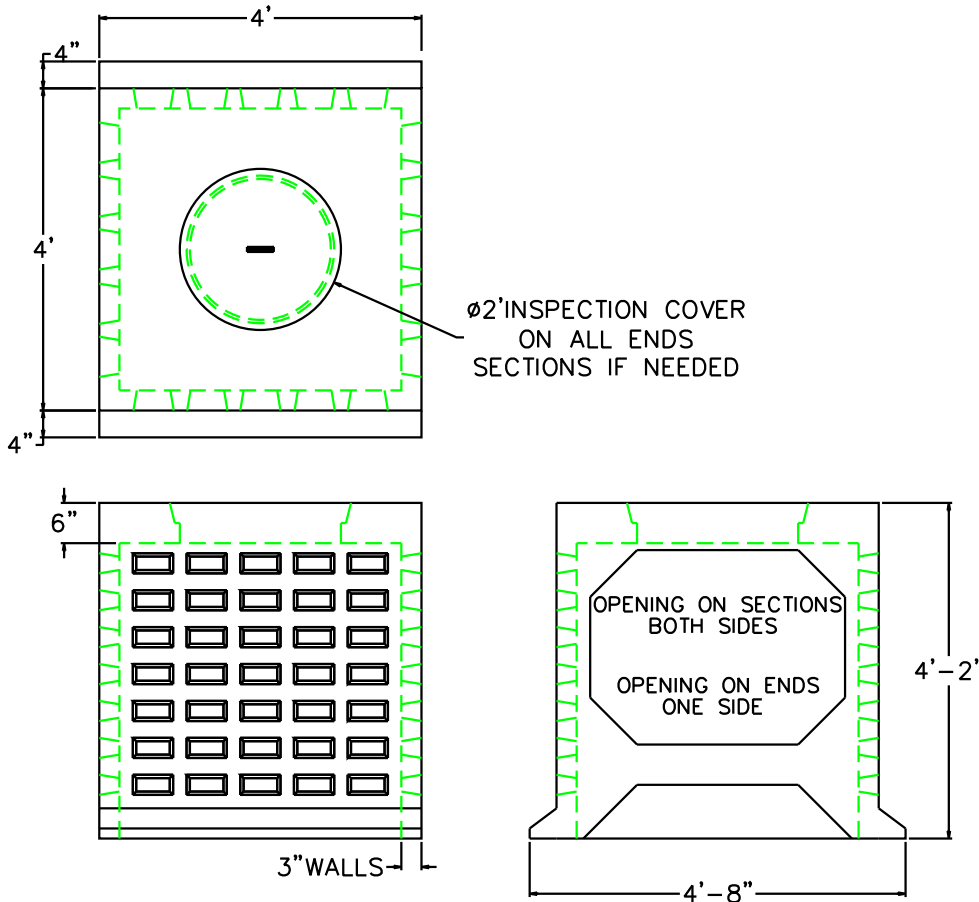 4'
4"
4'
4"
ø2'INSPECTION COVER
ON ALL ENDS
SECTIONS IF NEEDED
6"
3"WALLS
OPENING ON SECTIONS
BOTH SIDES
OPENING ON ENDS
ONE SIDE
4'-2"
4'-8"